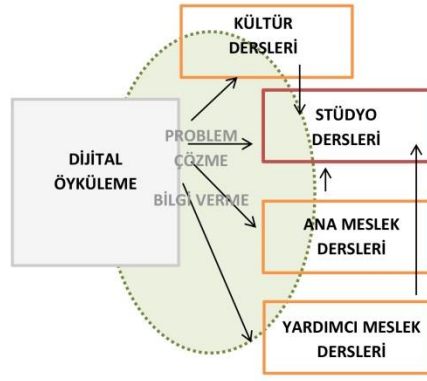 KÜLTÜR
DERSLERİ
STÜDYO
DERSLERİ
PROBLEM
ÇÖZME
DİJİTAL
ÖYKÜLEME
BİLGİ VERME
ANA MESLEK
DERSLERİ
YARDIMCI MESLEK
DERSLERİ